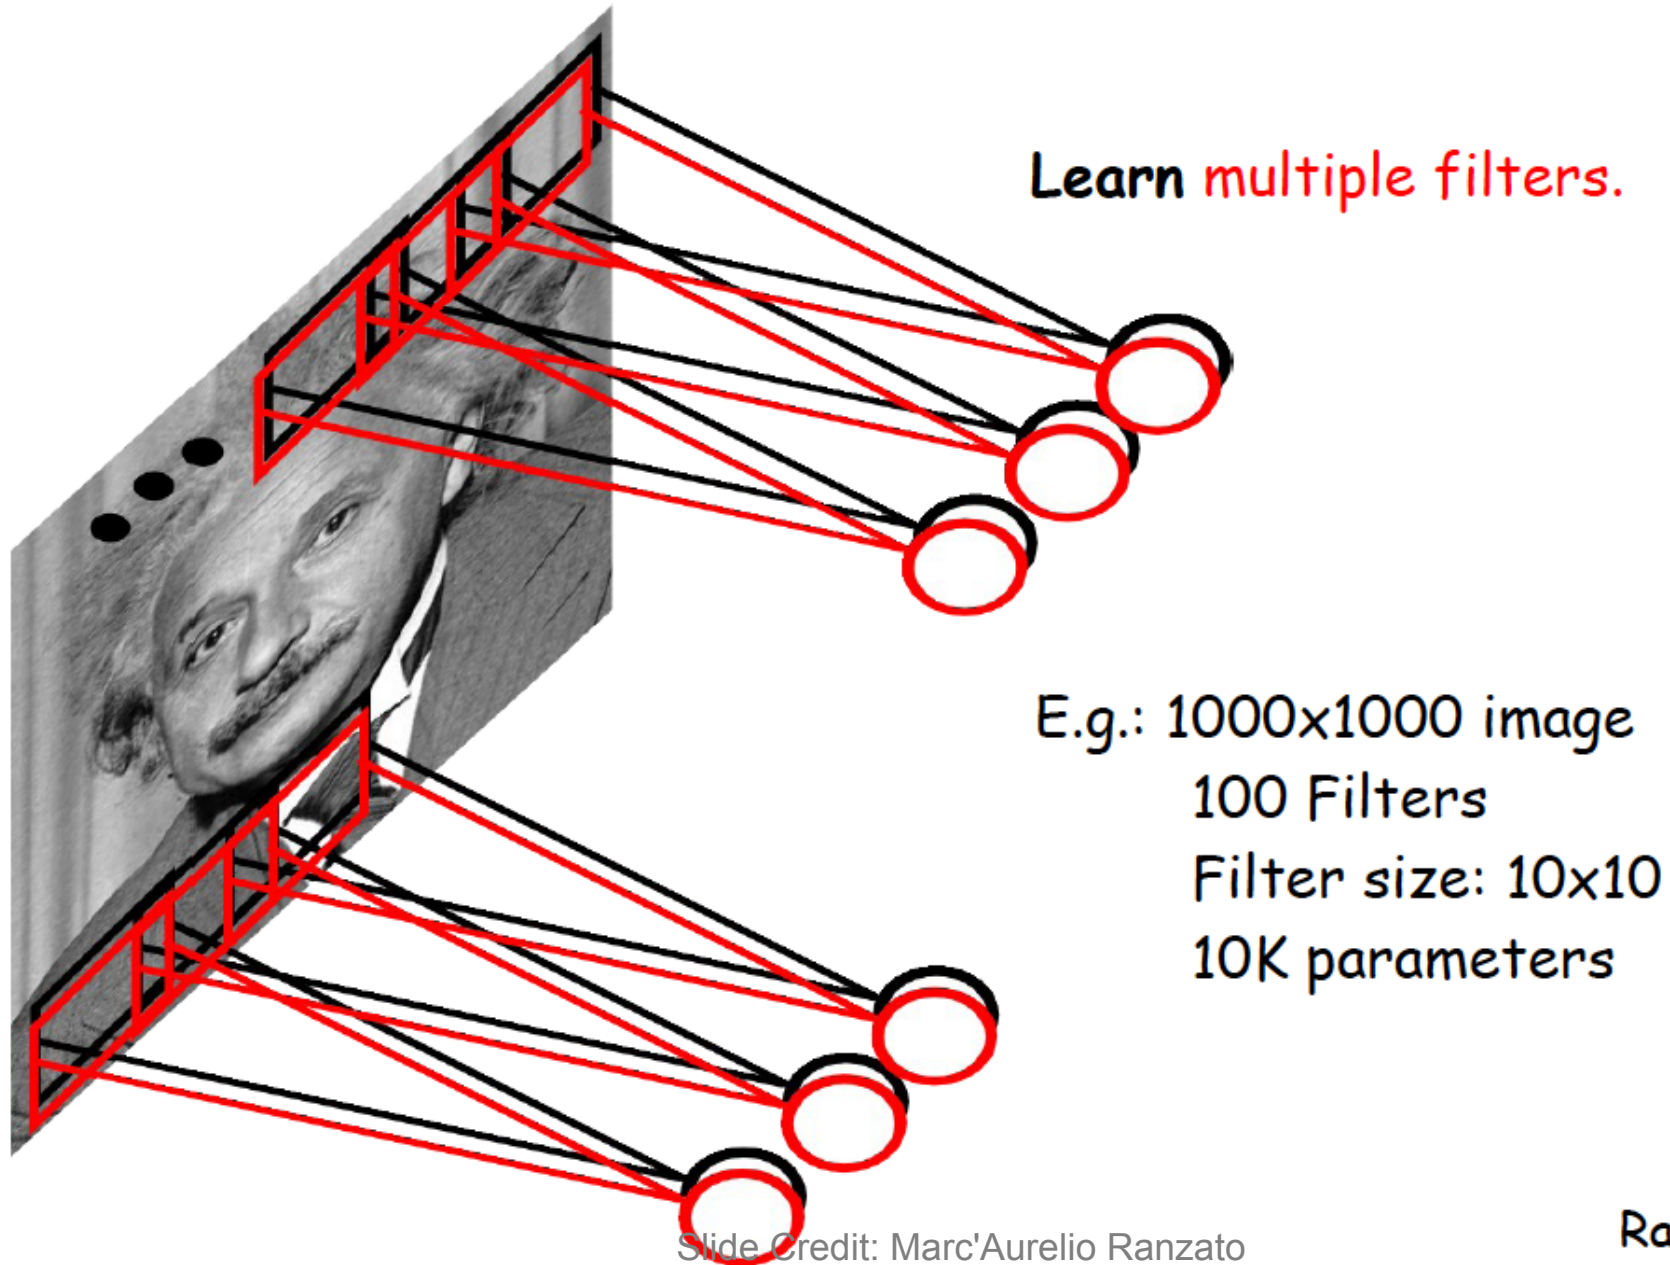 Learn multiple filters.
E.g.: 1000x1000 image
100 Filters
Filter size: 10x10
10K parameters
Slide Credit: Marc'Aurelio Ranzato